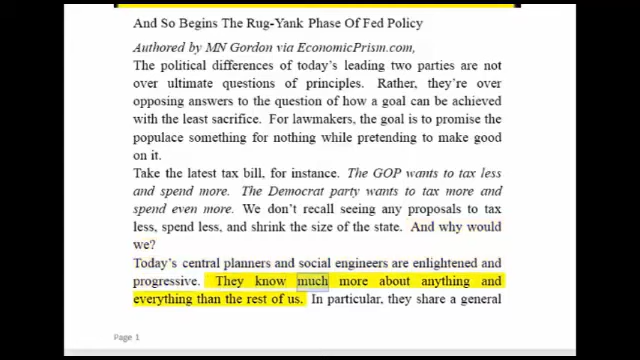 And So Begins The Rug-Yank Phase Of Fed Policy
Authored by MN Gordon via EconomicPrism.com,
The political differences of today's leading two parties are not
over ultimate questions of principles. Rather, they're over
opposing answers to the question of how a goal can be achieved
with the least sacrifice. For lawmakers, the goal is to promise the
populace something for nothing while pretending to make good
on it.
Take the latest tax bill, for instance. The GOP wants to tax less
and spend more. The Democrat party wants to tax more and
spend even more. We don't recall seeing any proposals to tax
less, spend less, and shrink the size of the state. And why would
we?
Today's central planners and social engineers are enlightened and
progressive. They know much more about anything and
everything than the rest of us. In particular, they share a general
Page 1